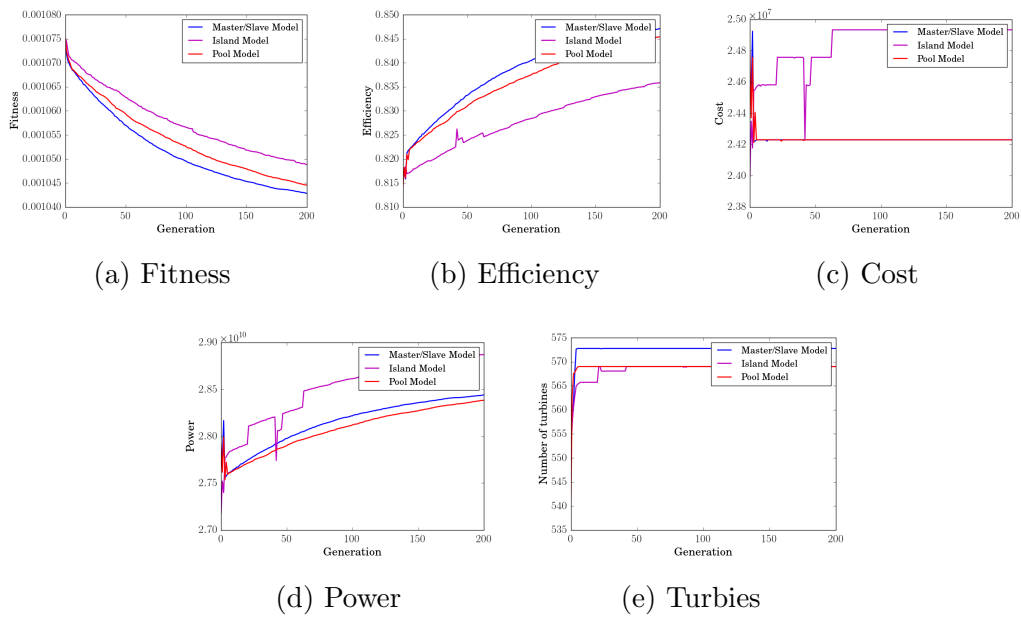 0.001080
0.001075
0.001070
0.001065
0.001060
0.001055
0.001050
0.001045
0.001040
Fitness
0 50 100 150 200
Generation
Master/Slave Model
Island Model
Pool Model
(a) Fitness
0.850
0.845
0.840
0.835
0.830
0.825
0.820
0.815
0.810
Efficiency
0 50 100 150 200
Generation
Master/Slave Model
Island Model
Pool Model
(b) Efficiency
×10^7
2.50
2.48
2.46
2.44
2.42
2.40
2.38
Cost
0 50 100 150 200
Generation
Master/Slave Model
Island Model
Pool Model
(c) Cost
×10^10
2.90
2.85
2.80
2.75
2.70
Power
0 50 100 150 200
Generation
Master/Slave Model
Island Model
Pool Model
(d) Power
575
570
565
560
555
550
545
540
535
Number of turbines
0 50 100 150 200
Generation
Master/Slave Model
Island Model
Pool Model
(e) Turbies